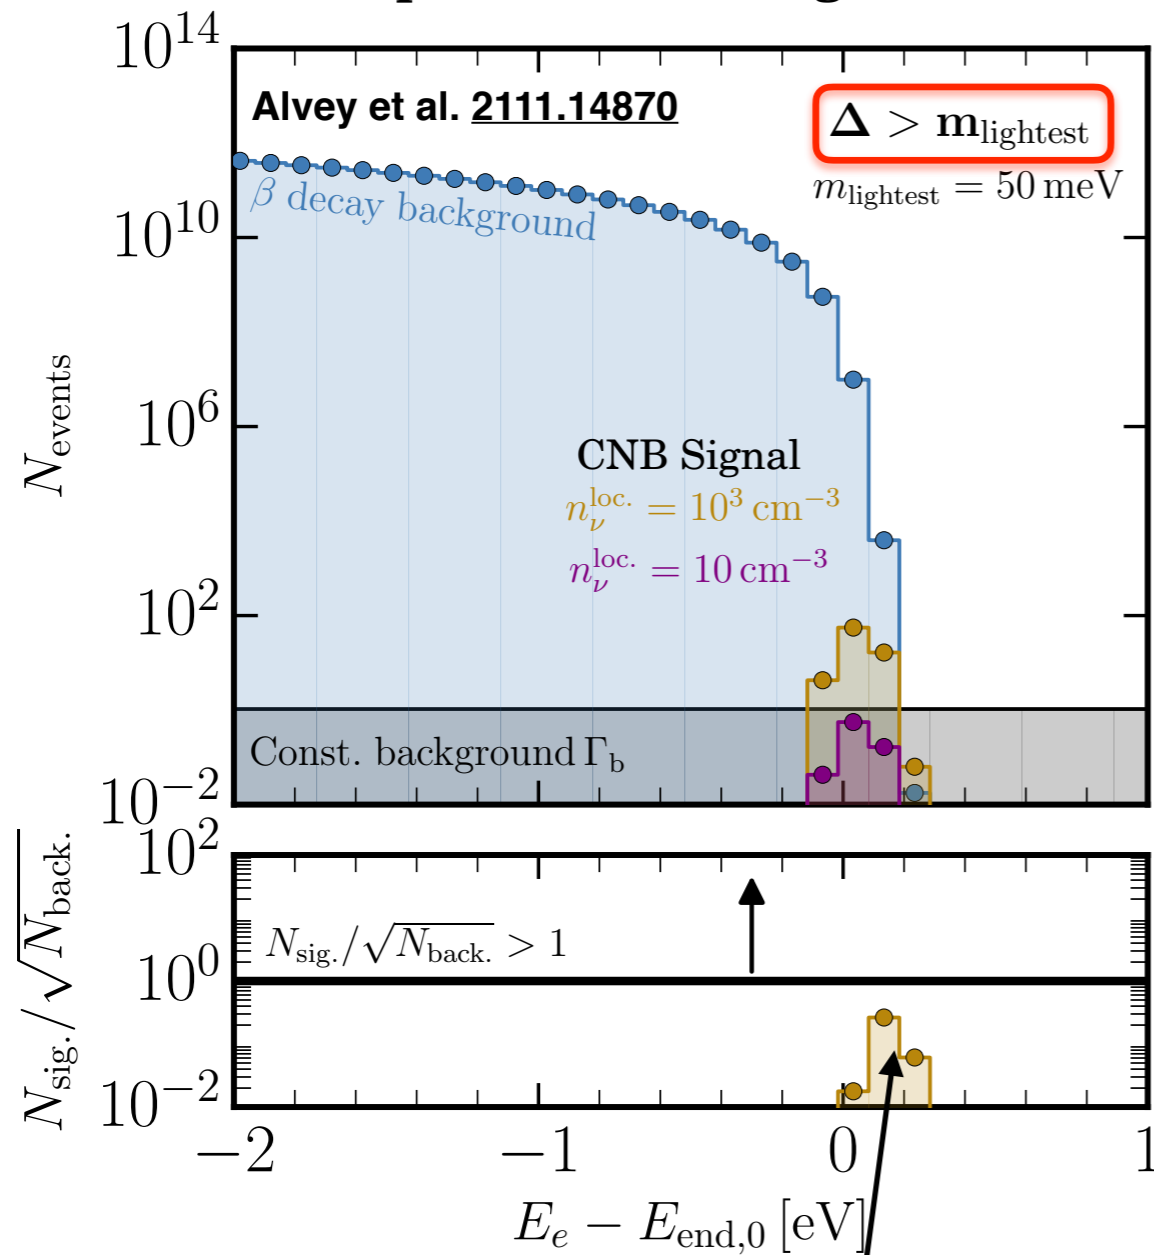 10^14
Alvey et al. 2111.14870
Δ > m_lightest
m_lightest = 50 meV
β decay background
10^10
N_events
10^6
CNB Signal
n_ν^loc. = 10^3 cm^−3
n_ν^loc. = 10 cm^−3
10^2
Const. background Γ_b
10^−2
10^2
N_sig./√N_back. > 1
N_sig./√N_back.
10^0
10^−2
−2 −1 0 1
E_e − E_end,0 [eV]